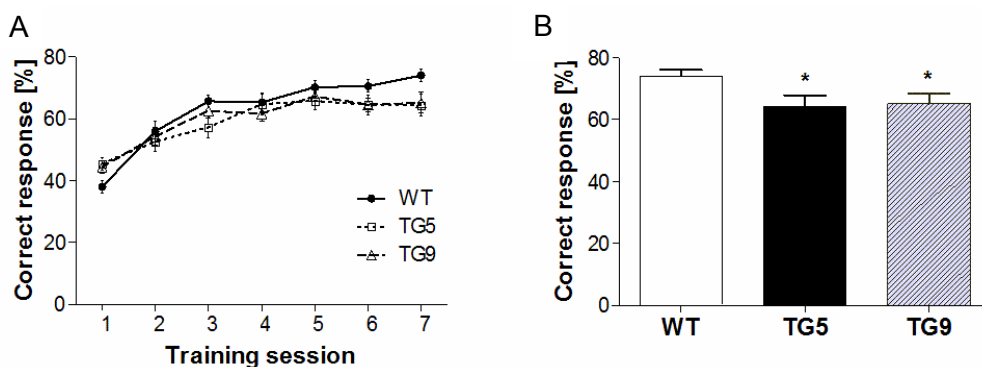 A
Correct response [%]
80
60
40
20
0
1 2 3 4 5 6 7
Training session
WT
TG5
TG9
B
Correct response [%]
80
60
40
20
0
* *
WT TG5 TG9